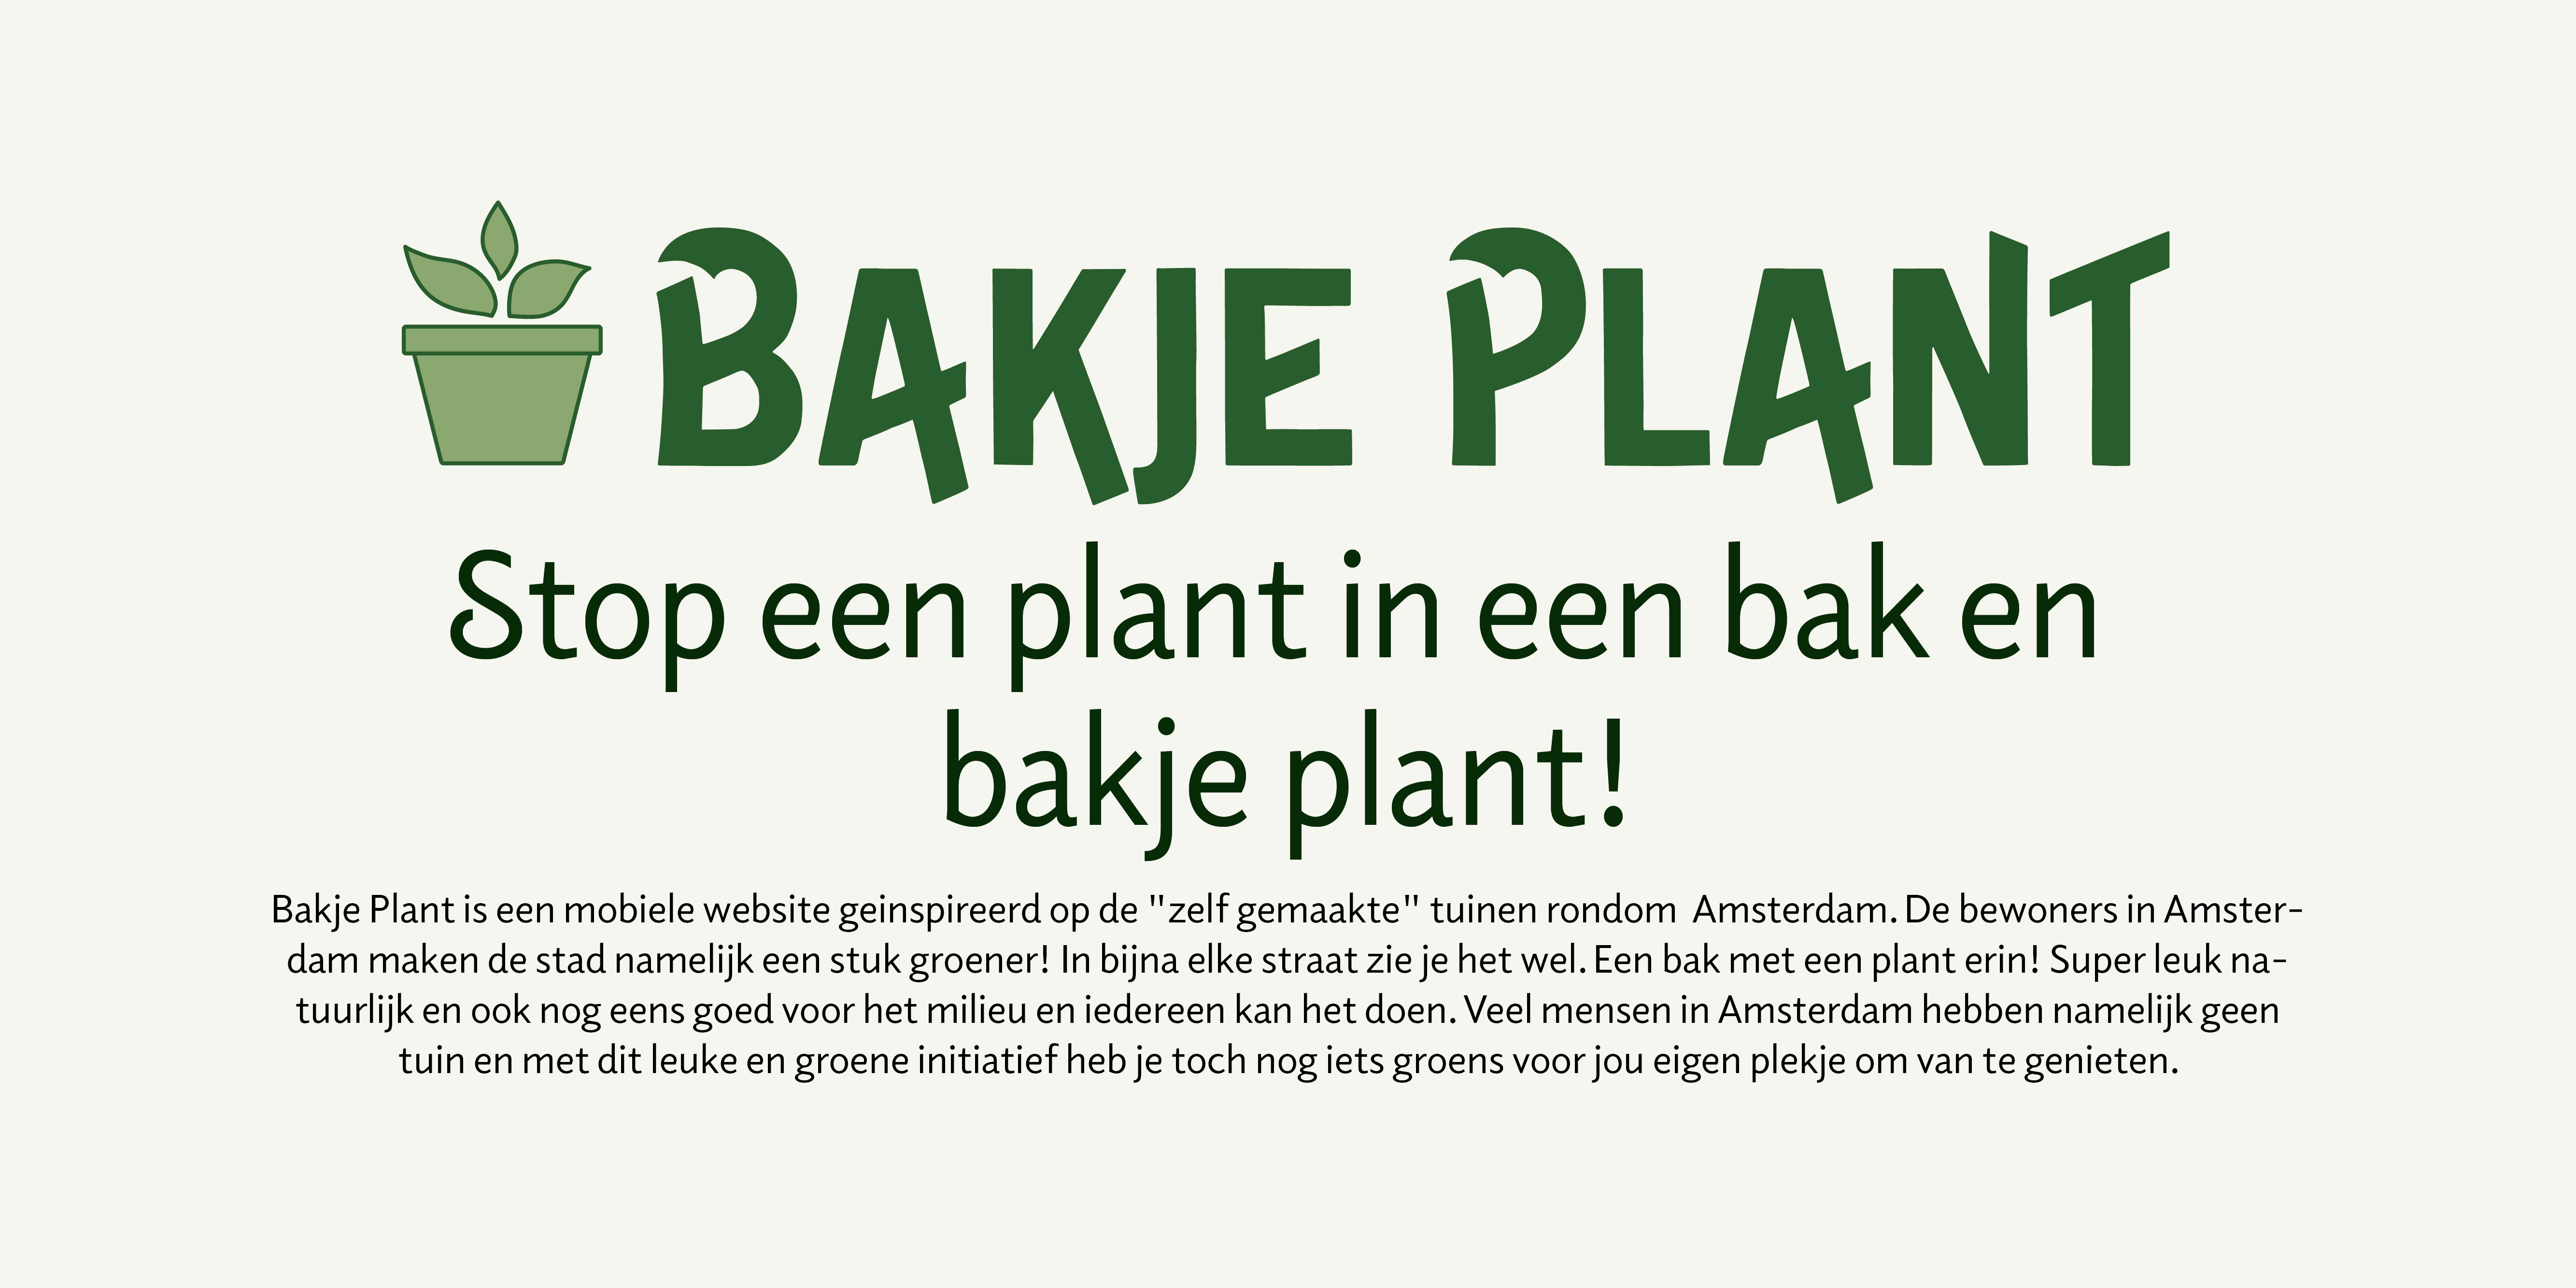 BAKJE PLANT
Stop een plant in een bak en
bakje plant!
Bakje Plant is een mobiele website geinspireerd op de "zelf gemaakte" tuinen rondom  Amsterdam. De bewoners in Amster-
dam maken de stad namelijk een stuk groener! In bijna elke straat zie je het wel. Een bak met een plant erin! Super leuk na-
tuurlijk en ook nog eens goed voor het milieu en iedereen kan het doen. Veel mensen in Amsterdam hebben namelijk geen
tuin en met dit leuke en groene initiatief heb je toch nog iets groens voor jou eigen plekje om van te genieten.